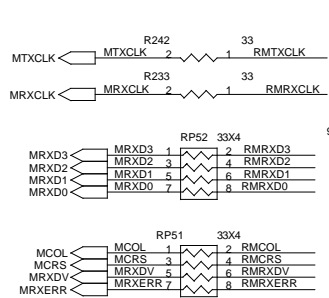 R242 33
MTXCLK MTXCLK 2 1 RMTXCLK
R233 33
MRXCLK MRXCLK 2 1 RMRXCLK
9
RP52 33X4
MRXD3 MRXD3 1 2 RMRXD3
MRXD2 MRXD2 3 4 RMRXD2
MRXD1 MRXD1 5 6 RMRXD1
MRXD0 MRXD0 7 8 RMRXD0
RP51 33X4
MCOL MCOL 1 2 RMCOL
MCRS MCRS 3 4 RMCRS
MRXDV MRXDV 5 6 RMRXDV
MRXERR MRXERR 7 8 RMRXERR